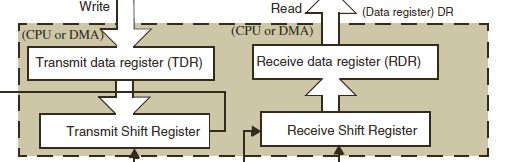 Write
Read
(Data register) DR
(CPU or DMA)
(CPU or DMA)
Transmit data register (TDR)
Receive data register (RDR)
Transmit Shift Register
Receive Shift Register